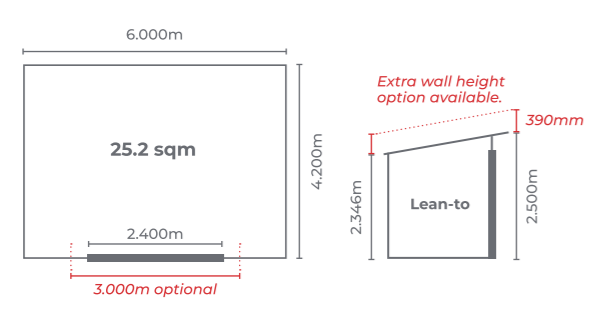 6.000m
25.2 sqm
4.200m
2.400m
3.000m optional
Extra wall height
option available.
390mm
2.346m
Lean-to
2.500m